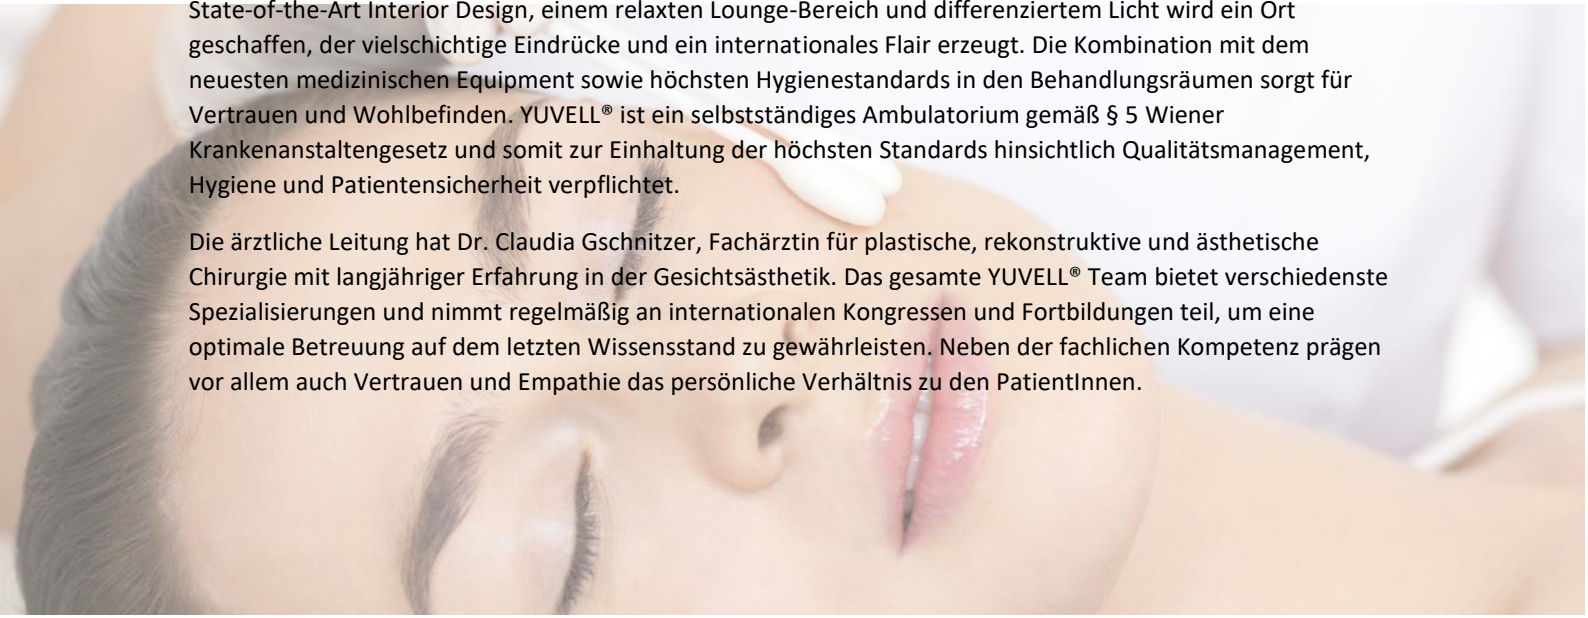 State-of-the-Art Interior Design, einem relaxten Lounge-Bereich und differenziertem Licht wird ein Ort
geschaffen, der vielschichtige Eindrücke und ein internationales Flair erzeugt. Die Kombination mit dem
neuesten medizinischen Equipment sowie höchsten Hygienestandards in den Behandlungsräumen sorgt für
Vertrauen und Wohlbefinden. YUVELL® ist ein selbstständiges Ambulatorium gemäß § 5 Wiener
Krankenanstaltengesetz und somit zur Einhaltung der höchsten Standards hinsichtlich Qualitätsmanagement,
Hygiene und Patientensicherheit verpflichtet.
Die ärztliche Leitung hat Dr. Claudia Gschnitzer, Fachärztin für plastische, rekonstruktive und ästhetische
Chirurgie mit langjähriger Erfahrung in der Gesichtsästhetik. Das gesamte YUVELL® Team bietet verschiedenste
Spezialisierungen und nimmt regelmäßig an internationalen Kongressen und Fortbildungen teil, um eine
optimale Betreuung auf dem letzten Wissensstand zu gewährleisten. Neben der fachlichen Kompetenz prägen
vor allem auch Vertrauen und Empathie das persönliche Verhältnis zu den PatientInnen.